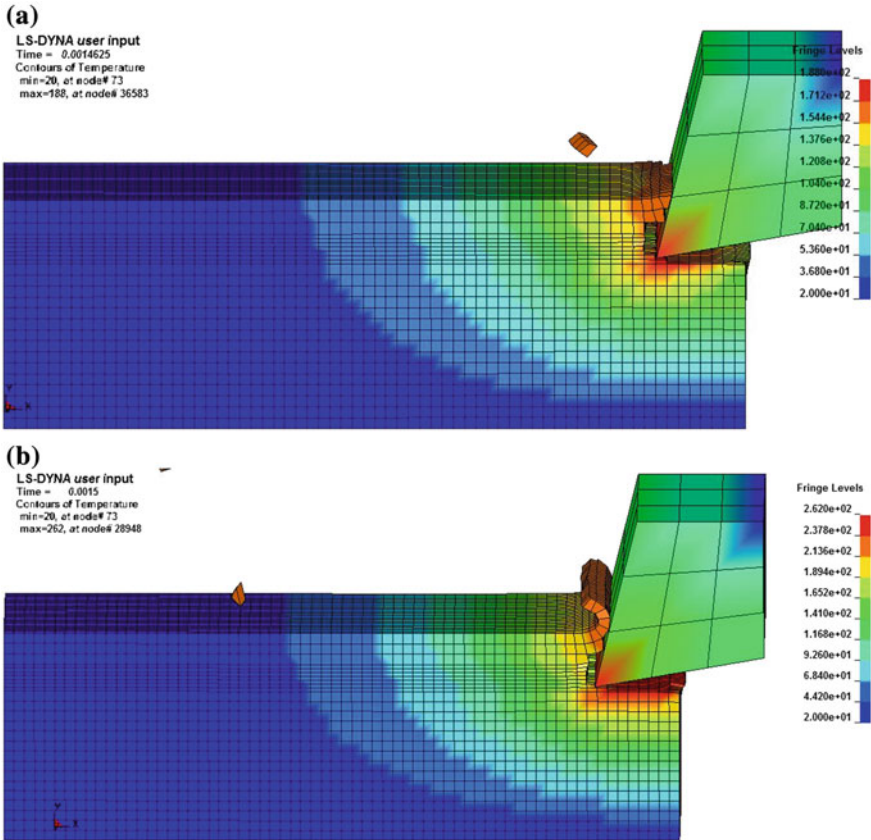 (a)
LS-DYNA user input
Time = 0.0014625
Contours of Temperature
min=20, at node# 73
max=188, at node# 36583
Fringe Levels
1.880e+02
1.712e+02
1.544e+02
1.376e+02
1.208e+02
1.040e+02
8.720e+01
7.040e+01
5.360e+01
3.680e+01
2.000e+01
Y
X
(b)
LS-DYNA user input
Time = 0.0015
Contours of Temperature
min=20, at node# 73
max=262, at node# 28948
Fringe Levels
2.620e+02
2.378e+02
2.136e+02
1.894e+02
1.652e+02
1.410e+02
1.168e+02
9.260e+01
6.840e+01
4.420e+01
2.000e+01
Y
X